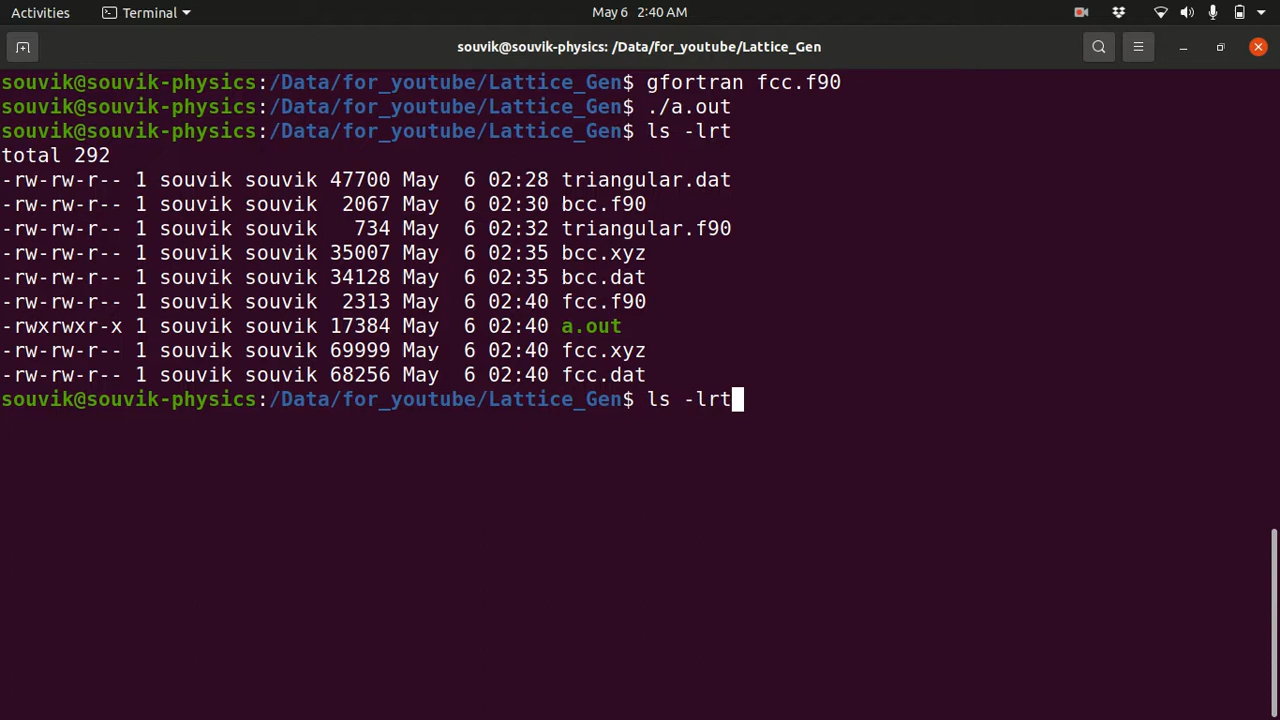 Activities Terminal May 6 2:40 AM
souvik@souvik-physics: /Data/for_youtube/Lattice_Gen
souvik@souvik-physics:/Data/for_youtube/Lattice_Gen$ gfortran fcc.f90
souvik@souvik-physics:/Data/for_youtube/Lattice_Gen$ ./a.out
souvik@souvik-physics:/Data/for_youtube/Lattice_Gen$ ls -lrt
total 292
-rw-rw-r-- 1 souvik souvik 47700 May  6 02:28 triangular.dat
-rw-rw-r-- 1 souvik souvik  2067 May  6 02:30 bcc.f90
-rw-rw-r-- 1 souvik souvik   734 May  6 02:32 triangular.f90
-rw-rw-r-- 1 souvik souvik 35007 May  6 02:35 bcc.xyz
-rw-rw-r-- 1 souvik souvik 34128 May  6 02:35 bcc.dat
-rw-rw-r-- 1 souvik souvik  2313 May  6 02:40 fcc.f90
-rwxrwxr-x 1 souvik souvik 17384 May  6 02:40 a.out
-rw-rw-r-- 1 souvik souvik 69999 May  6 02:40 fcc.xyz
-rw-rw-r-- 1 souvik souvik 68256 May  6 02:40 fcc.dat
souvik@souvik-physics:/Data/for_youtube/Lattice_Gen$ ls -lrt